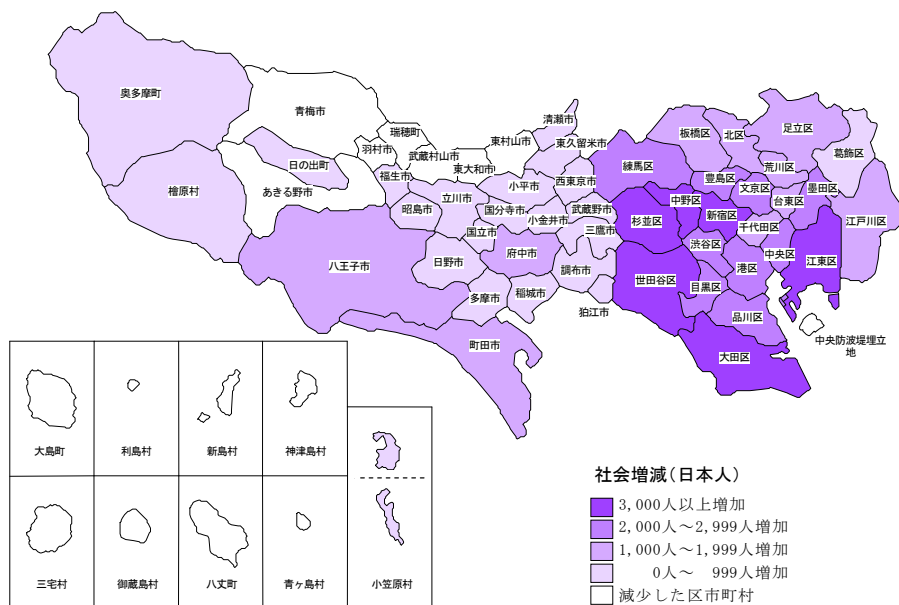 奥多摩町
青梅市
瑞穂町
羽村市
日の出町
あきる野市
檜原村
福生市
武蔵村山市
東大和市
東村山市
清瀬市
東久留米市
昭島市
立川市
小平市
西東京市
国分寺市
小金井市
武蔵野市
国立市
三鷹市
八王子市
日野市
府中市
調布市
多摩市
稲城市
狛江市
町田市
板橋区
北区
足立区
葛飾区
練馬区
豊島区
文京区
荒川区
台東区
墨田区
中野区
杉並区
新宿区
千代田区
江戸川区
渋谷区
中央区
江東区
港区
世田谷区
目黒区
品川区
大田区
中央防波堤埋立
地
大島町
利島村
新島村
神津島村
三宅村
御蔵島村
八丈町
青ヶ島村
小笠原村
社会増減(日本人)
3,000人以上増加
2,000人~2,999人増加
1,000人~1,999人増加
0人~ 999人増加
減少した区市町村